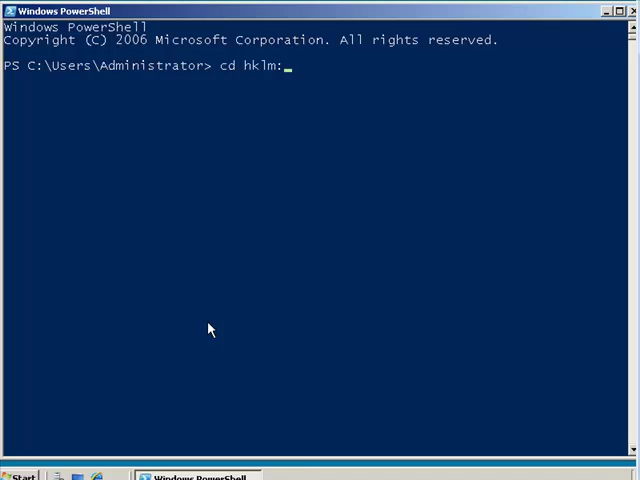 Windows PowerShell
Windows PowerShell
Copyright (C) 2006 Microsoft Corporation. All rights reserved.
PS C:\Users\Administrator> cd hklm:
Start
Windows PowerShell